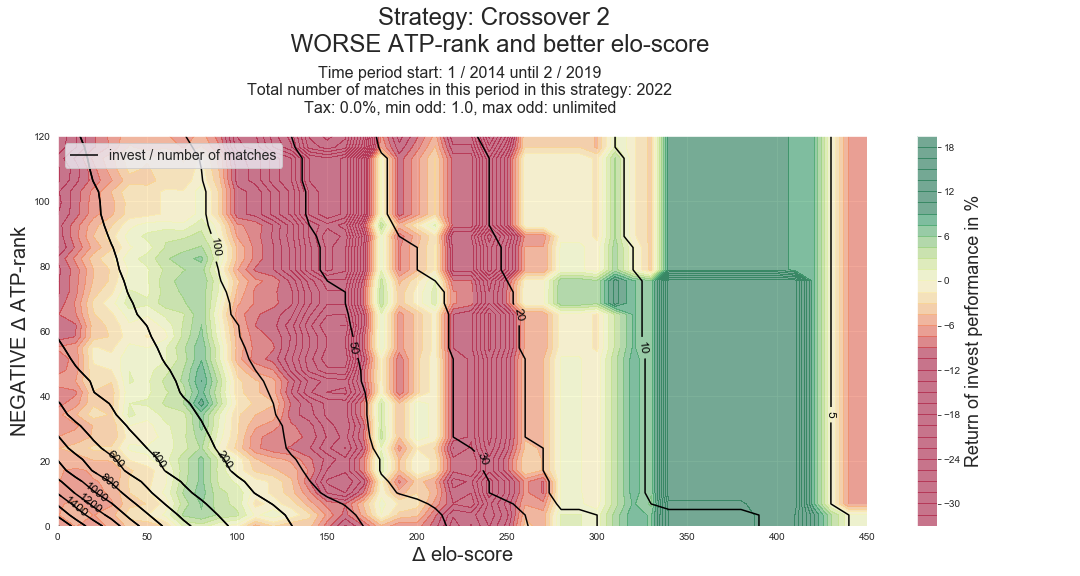 Strategy: Crossover 2
WORSE ATP-rank and better elo-score
Time period start: 1 / 2014 until 2 / 2019
Total number of matches in this period in this strategy: 2022
Tax: 0.0%, min odd: 1.0, max odd: unlimited
invest / number of matches
NEGATIVE Δ ATP-rank
120
100
80
60
40
20
0
0 50 100 150 200 250 300 350 400 450
Δ elo-score
100
50
20
10
5
30
200
400
600
800
1000
1200
1400
18
12
6
0
−6
−12
−18
−24
−30
Return of invest performance in %